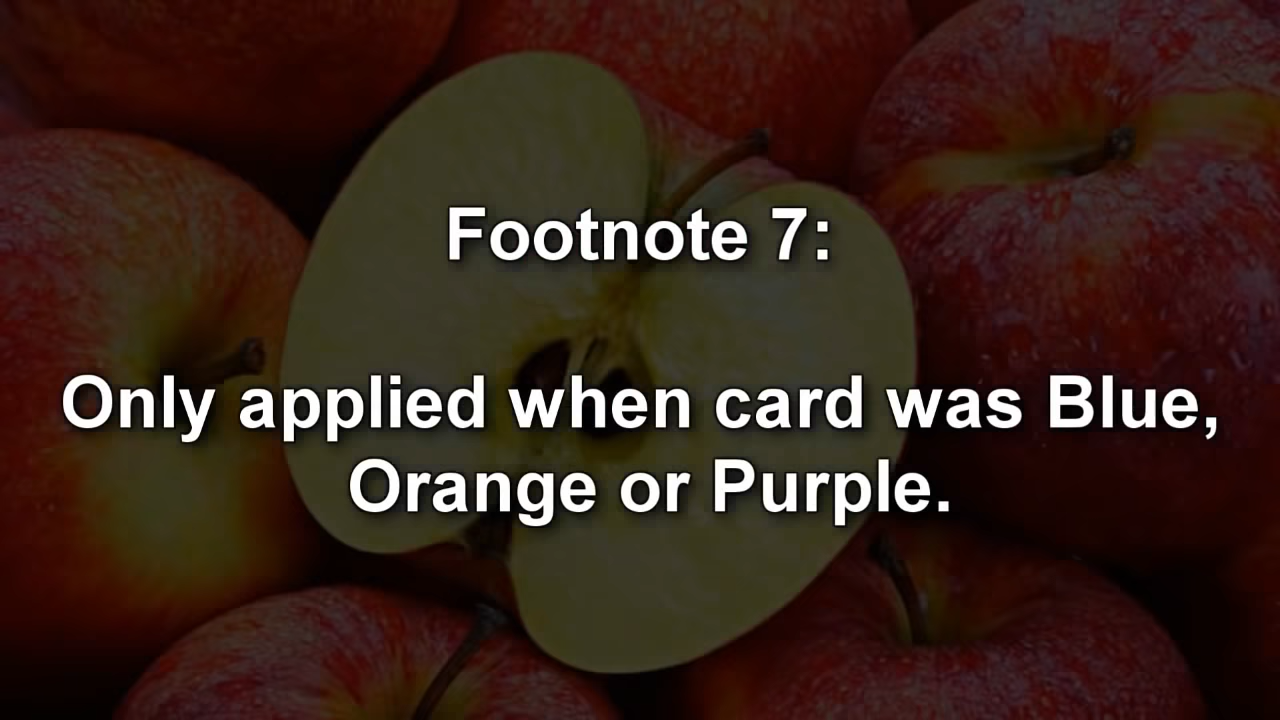 Footnote 7:
Only applied when card was Blue,
Orange or Purple.